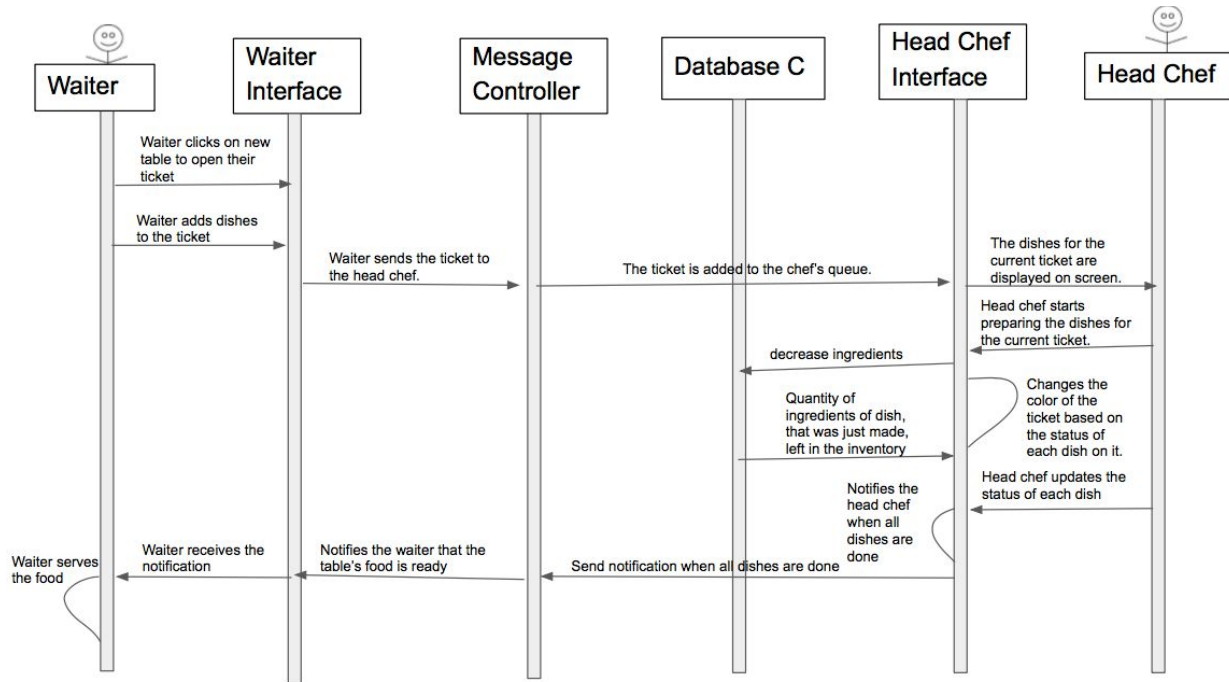 Waiter
Waiter
Interface
Message
Controller
Database C
Head Chef
Interface
Head Chef
Waiter clicks on new
table to open their
ticket
Waiter adds dishes
to the ticket
Waiter sends the ticket to
the head chef.
The ticket is added to the chef's queue.
The dishes for the
current ticket are
displayed on screen.
Head chef starts
preparing the dishes for
the current ticket.
decrease ingredients
Changes the
color of the
ticket based on
the status of
each dish on it.
Quantity of
ingredients of dish,
that was just made,
left in the inventory
Head chef updates the
status of each dish
Notifies the
head chef
when all
dishes are
done
Send notification when all dishes are done
Notifies the waiter that the
table's food is ready
Waiter receives the
notification
Waiter serves
the food